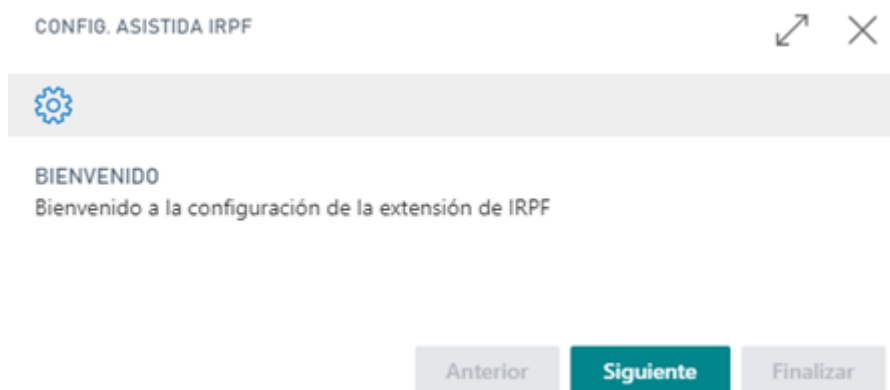 CONFIG. ASISTIDA IRPF
BIENVENIDO
Bienvenido a la configuración de la extensión de IRPF
Anterior Siguiente Finalizar